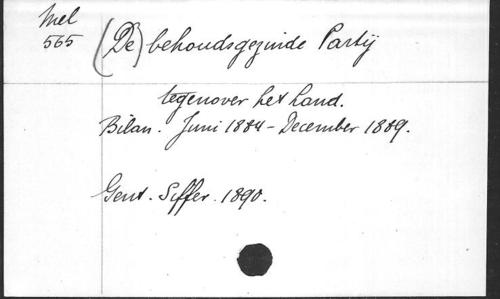 Mel
565
(De) behoudsgezinde Partij
tegenover het Land.
Bilan. Juni 1884 - December 1889.
Gent. Siffer. 1890.